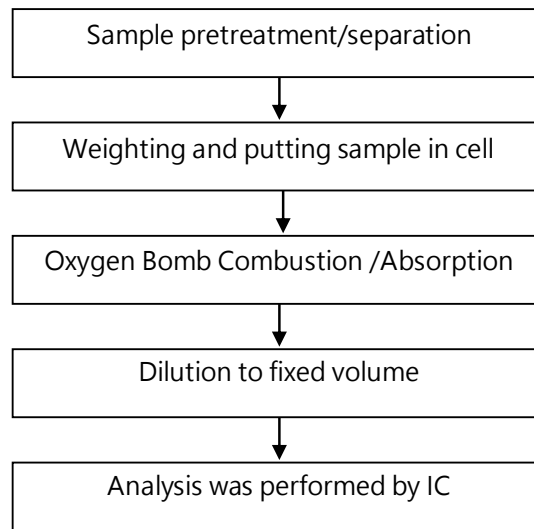 Sample pretreatment/separation
Weighting and putting sample in cell
Oxygen Bomb Combustion /Absorption
Dilution to fixed volume
Analysis was performed by IC